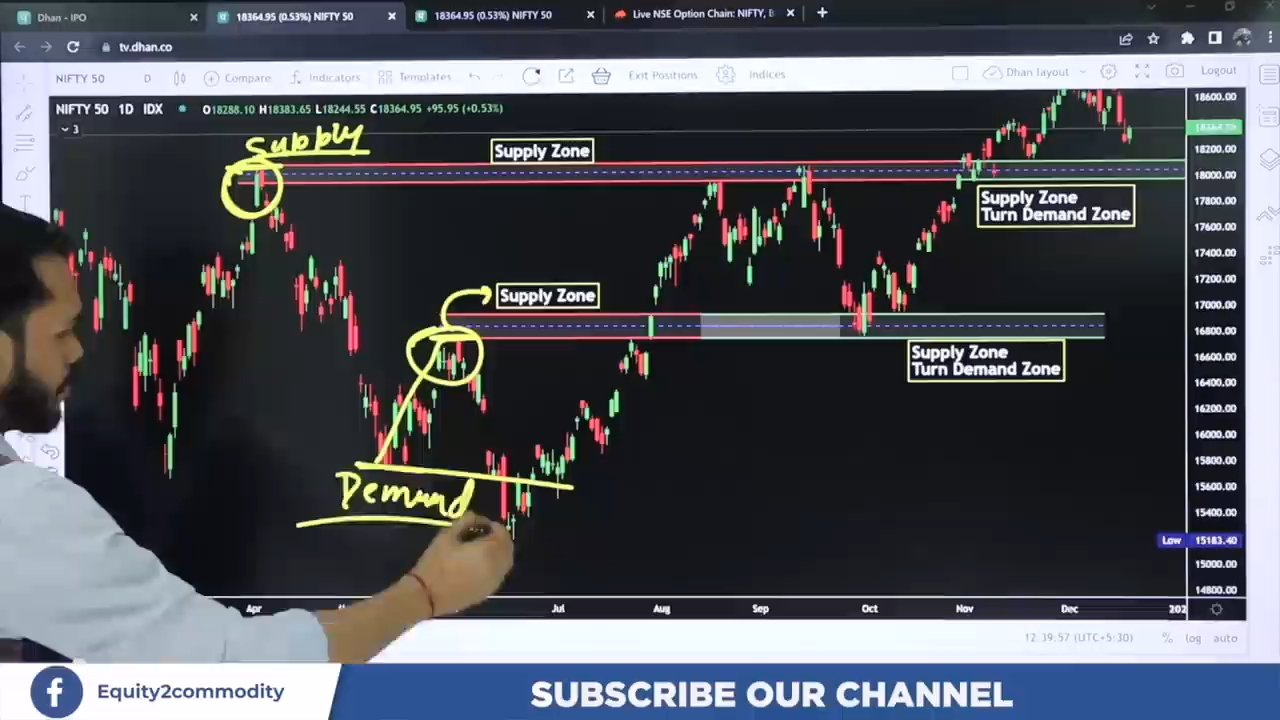 Dhan - IPO
18364.95 (0.53%) NIFTY 50
18364.95 (0.53%) NIFTY 50
Live NSE Option Chain: NIFTY, B
tv.dhan.co
NIFTY 50 D Compare Indicators Templates Exit Positions Indices Dhan layout Logout
NIFTY 50 1D IDX O18288.10 H18383.65 L18244.55 C18364.95 +95.95 (+0.53%)
3
Supply
Supply Zone
Supply Zone
Turn Demand Zone
Supply Zone
Supply Zone
Turn Demand Zone
Demand
18600.00
18200.00
18000.00
17800.00
17600.00
17400.00
17200.00
17000.00
16800.00
16600.00
16400.00
16200.00
16000.00
15800.00
15600.00
15400.00
Low 15183.40
15000.00
14800.00
Apr Jul Aug Sep Oct Nov Dec 202
12:39:57 (UTC+5:30) % log auto
Equity2commodity
SUBSCRIBE OUR CHANNEL